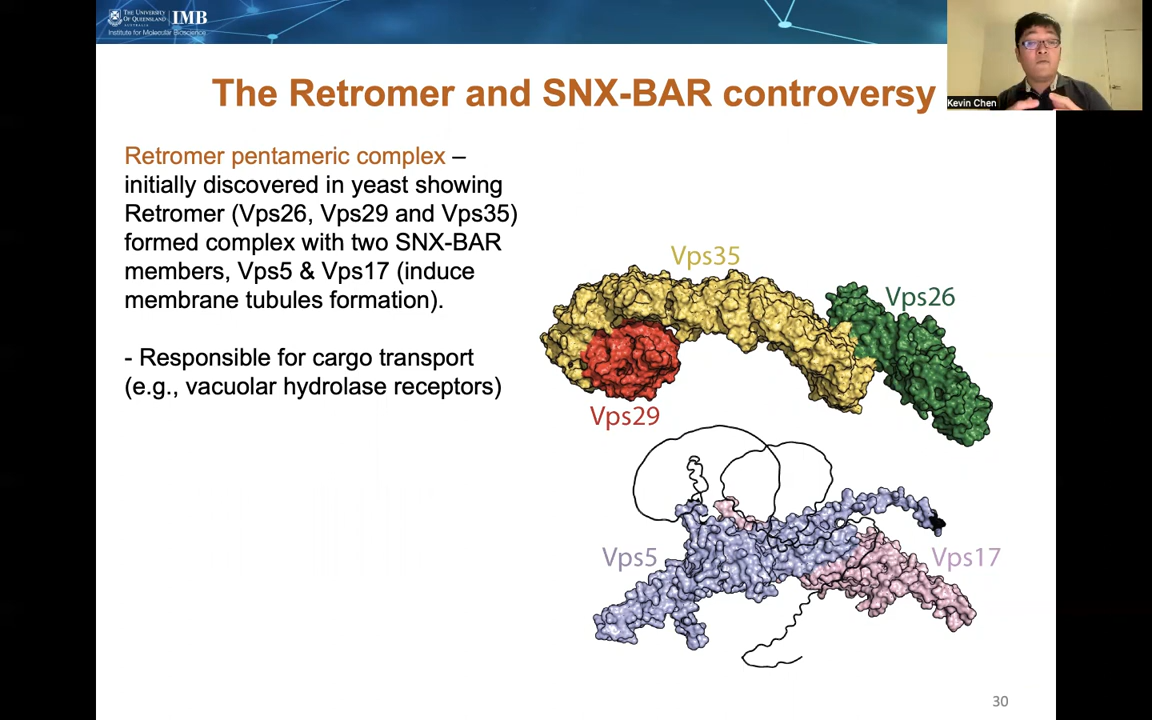 THE UNIVERSITY
OF QUEENSLAND
AUSTRALIA
IMB
Institute for Molecular Bioscience
Kevin Chen
The Retromer and SNX-BAR controversy
Retromer pentameric complex –
initially discovered in yeast showing
Retromer (Vps26, Vps29 and Vps35)
formed complex with two SNX-BAR
members, Vps5 & Vps17 (induce
membrane tubules formation).
- Responsible for cargo transport
(e.g., vacuolar hydrolase receptors)
Vps35
Vps26
Vps29
Vps5
Vps17
30